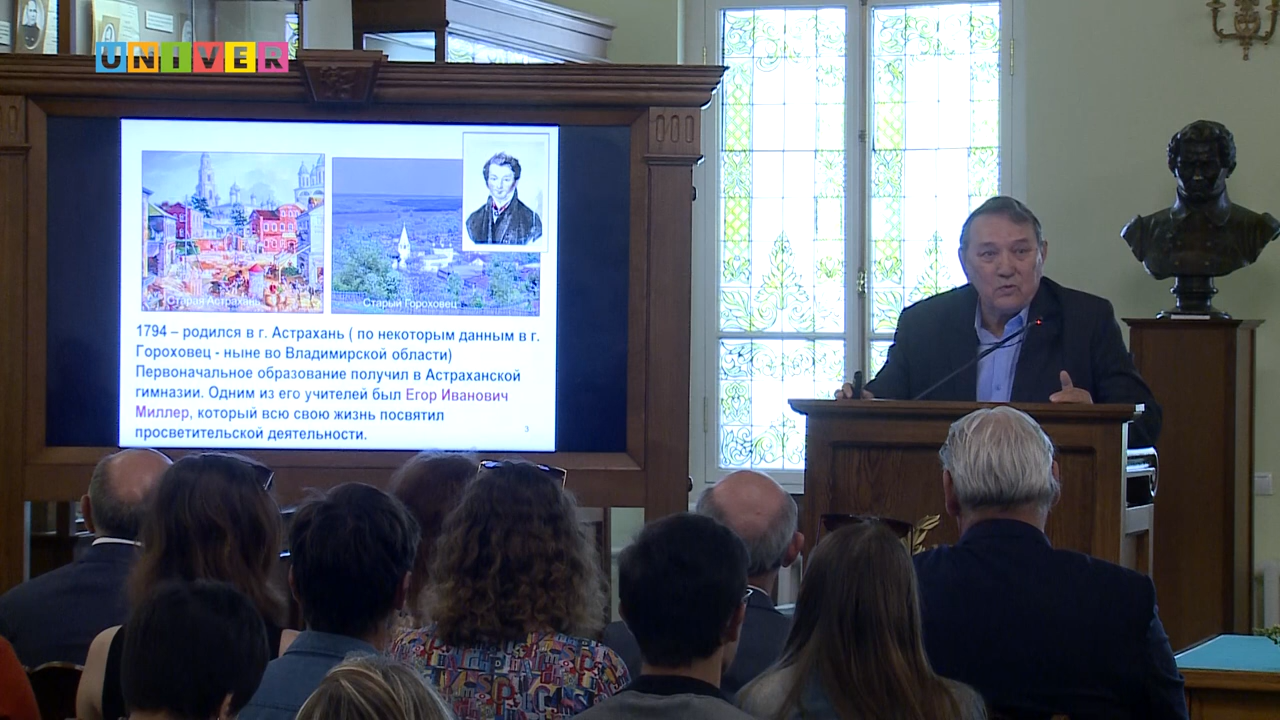 UNIVER
Старая Астрахань
Старый Гороховец
1794 – родился в г. Астрахань ( по некоторым данным в г.
Гороховец - ныне во Владимирской области)
Первоначальное образование получил в Астраханской
гимназии. Одним из его учителей был Егор Иванович
Миллер, который всю свою жизнь посвятил
просветительской деятельности.
3